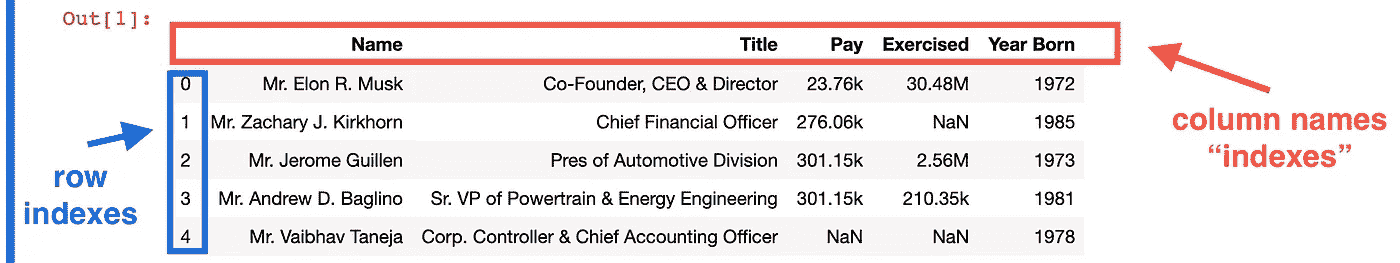 Out[1]:
Name Title Pay Exercised Year Born
0 Mr. Elon R. Musk Co-Founder, CEO & Director 23.76k 30.48M 1972
1 Mr. Zachary J. Kirkhorn Chief Financial Officer 276.06k NaN 1985
2 Mr. Jerome Guillen Pres of Automotive Division 301.15k 2.56M 1973
3 Mr. Andrew D. Baglino Sr. VP of Powertrain & Energy Engineering 301.15k 210.35k 1981
4 Mr. Vaibhav Taneja Corp. Controller & Chief Accounting Officer NaN NaN 1978
row
indexes
column names
“indexes”